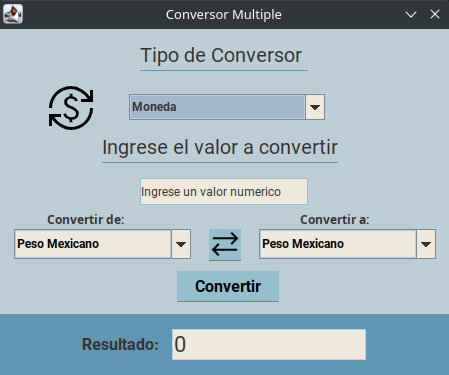 Conversor Multiple
Tipo de Conversor
$
Moneda
Ingrese el valor a convertir
Ingrese un valor numerico
Convertir de: Convertir a:
Peso Mexicano Peso Mexicano
Convertir
Resultado: 0